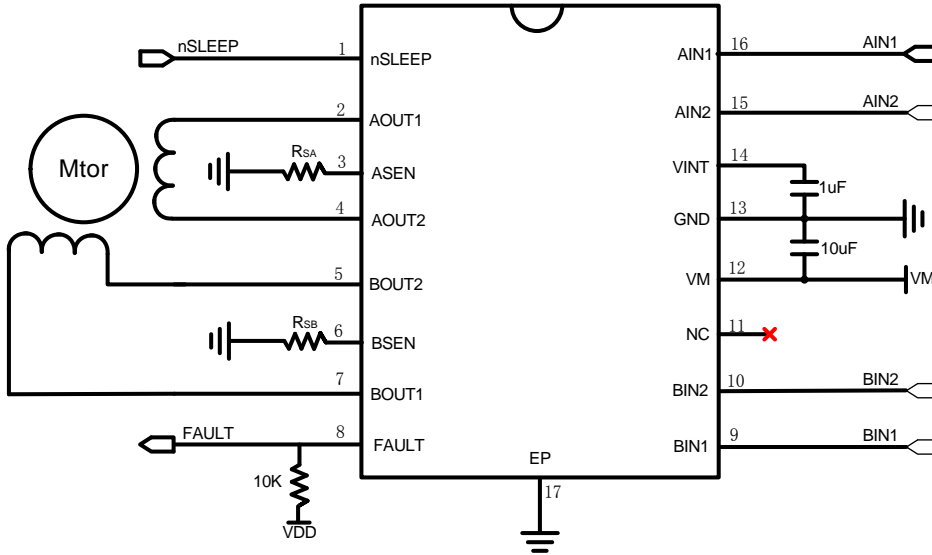 nSLEEP
1
nSLEEP
AIN1
16
AIN1
2
AOUT1
AIN2
15
AIN2
Mtor
RSA
3
ASEN
VINT
14
1uF
4
AOUT2
GND
13
10uF
5
BOUT2
VM
12
VM
RSB
6
BSEN
NC
11
7
BOUT1
BIN2
10
BIN2
FAULT
8
FAULT
BIN1
9
BIN1
EP
10K
17
VDD